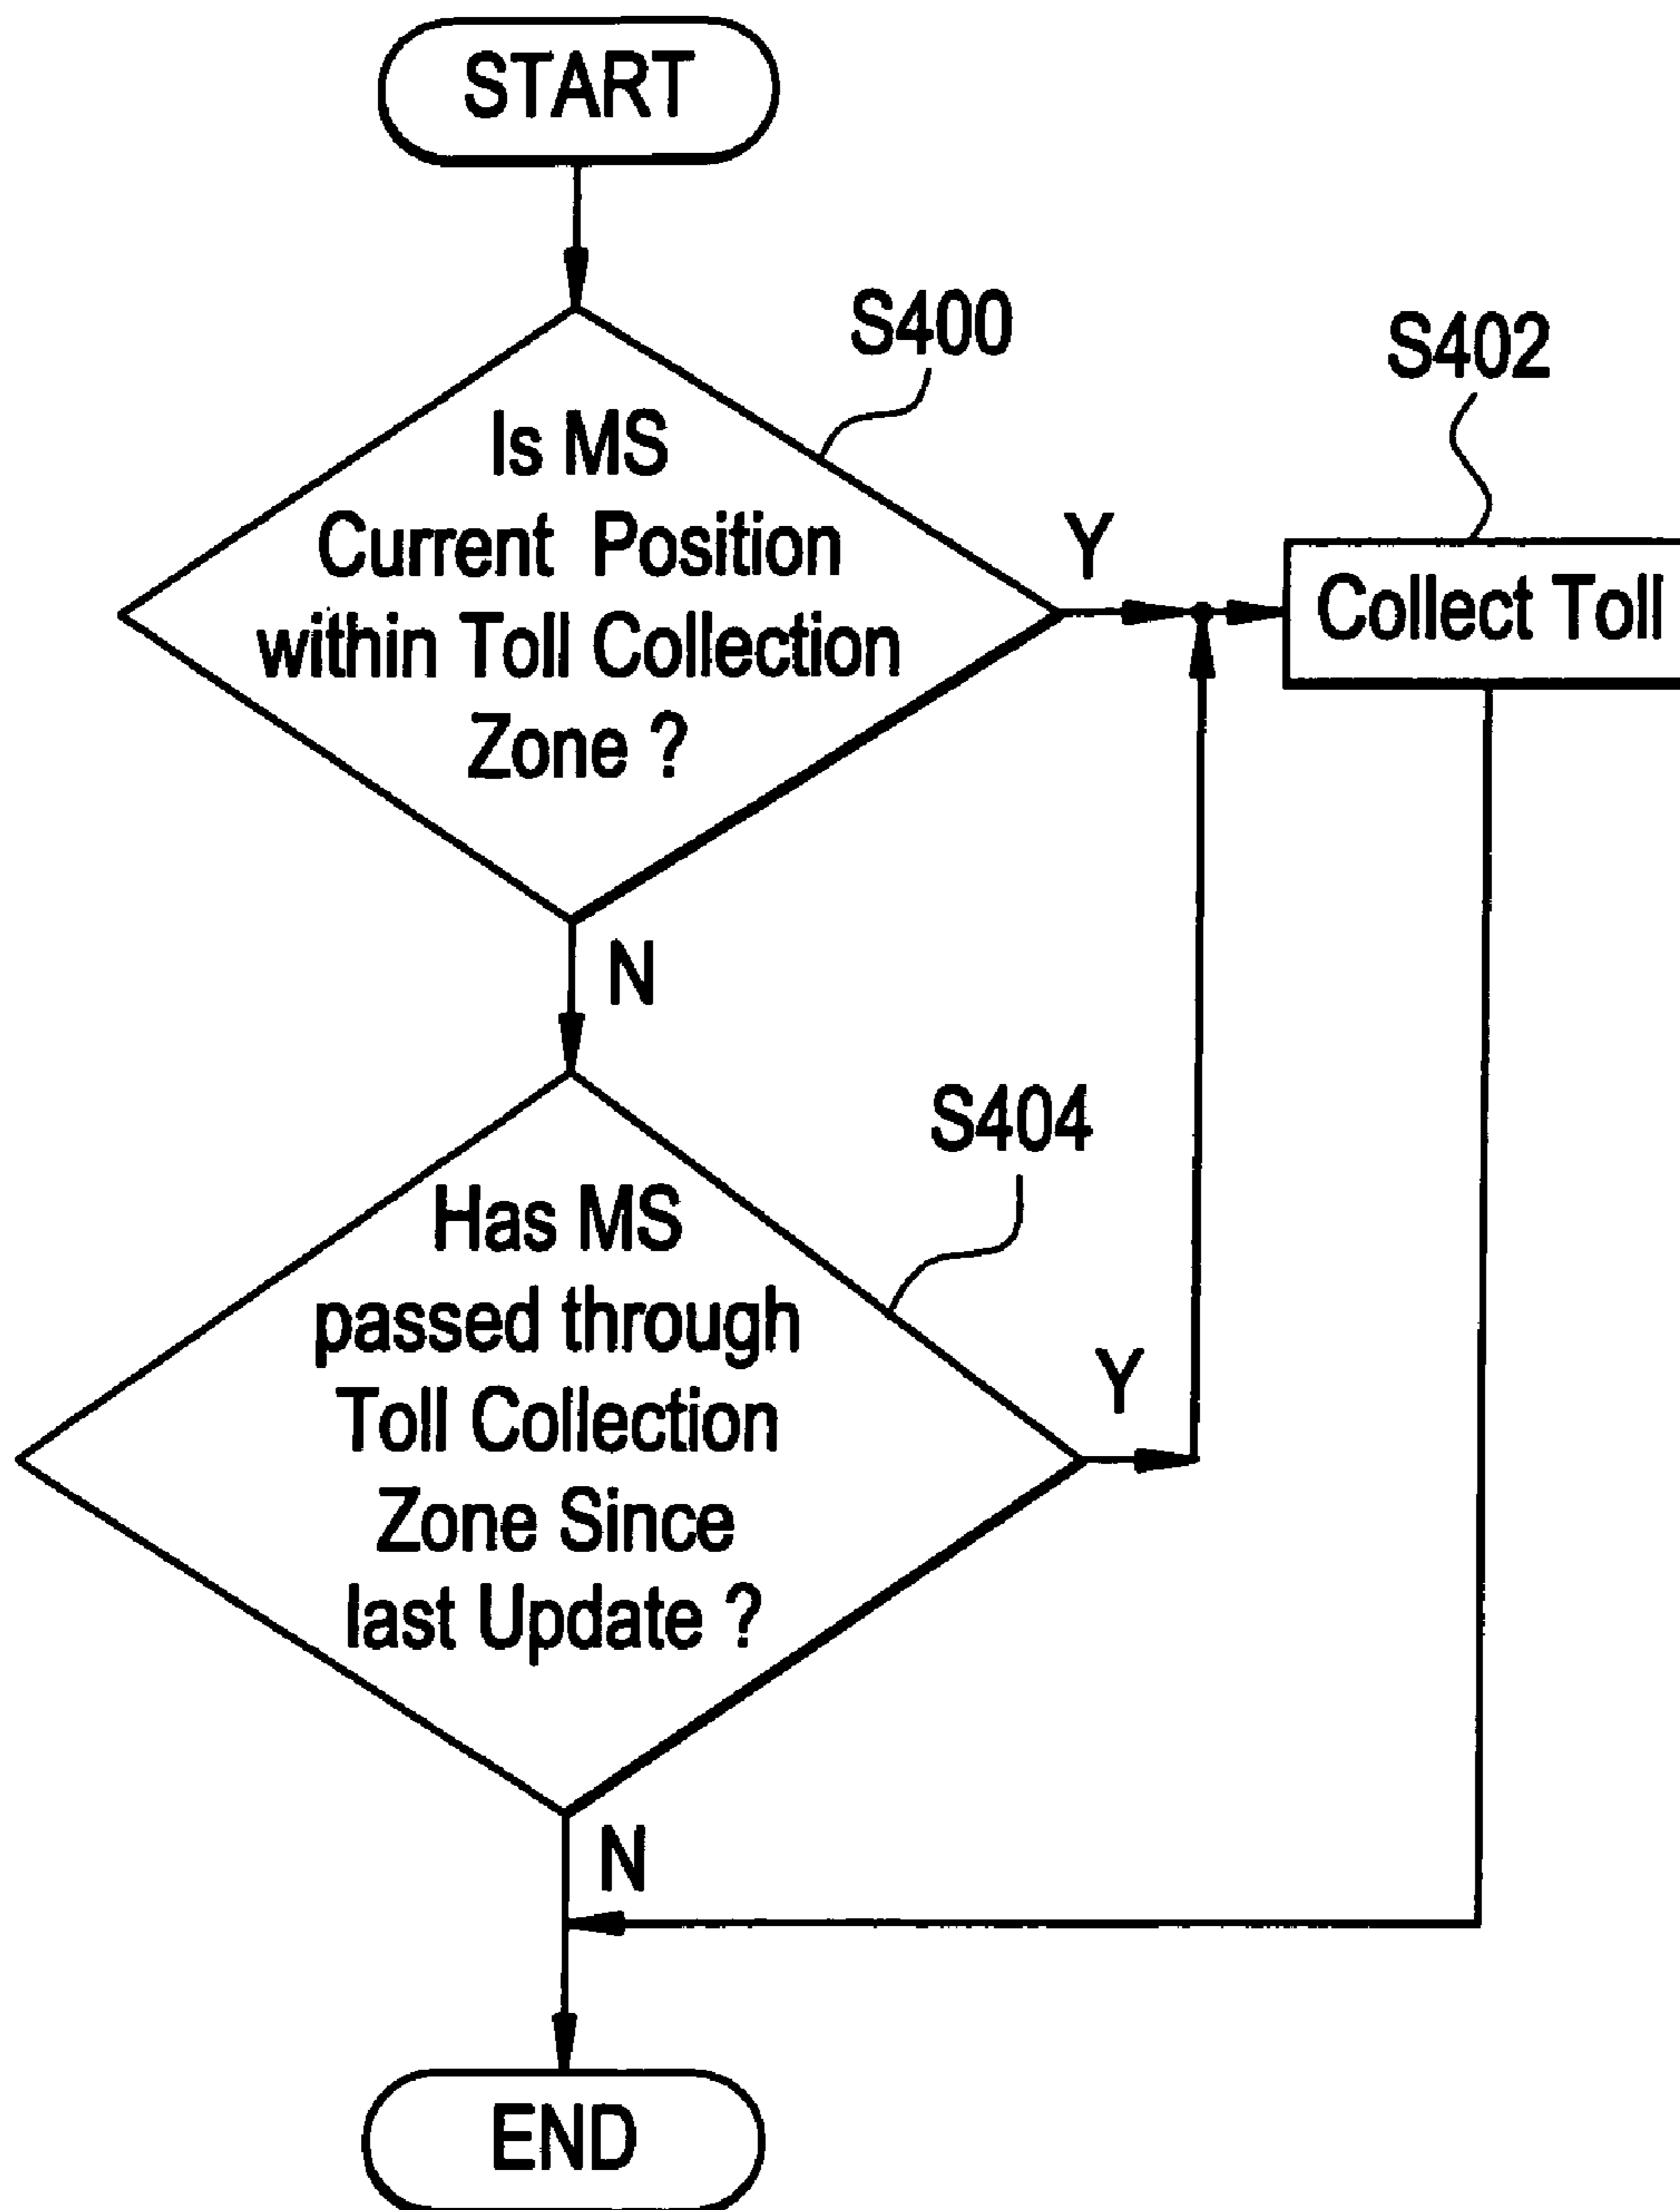 START
S400
S402
Is MS
Current Position
within Toll Collection
Zone ?
Y
Collect Toll
N
S404
Has MS
passed through
Toll Collection
Zone Since
last Update ?
Y
N
END